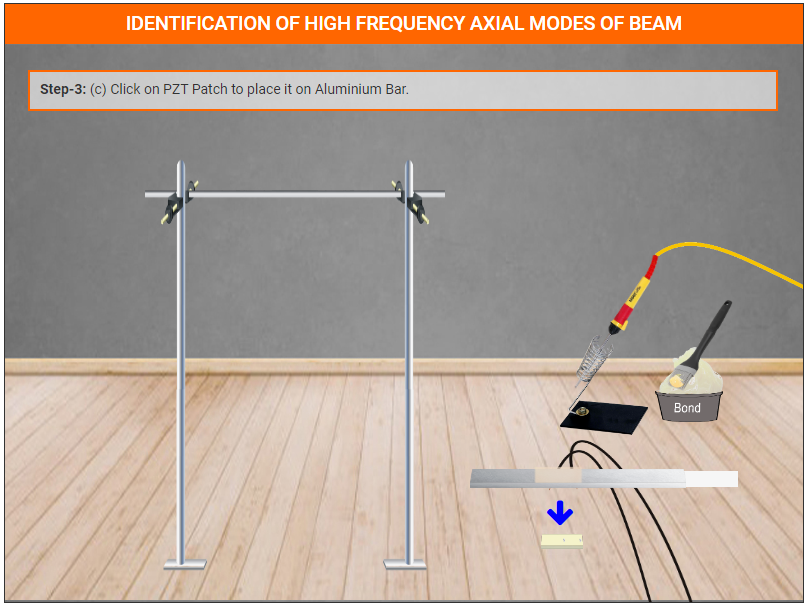 IDENTIFICATION OF HIGH FREQUENCY AXIAL MODES OF BEAM
Step-3: (c) Click on PZT Patch to place it on Aluminium Bar.
Bond